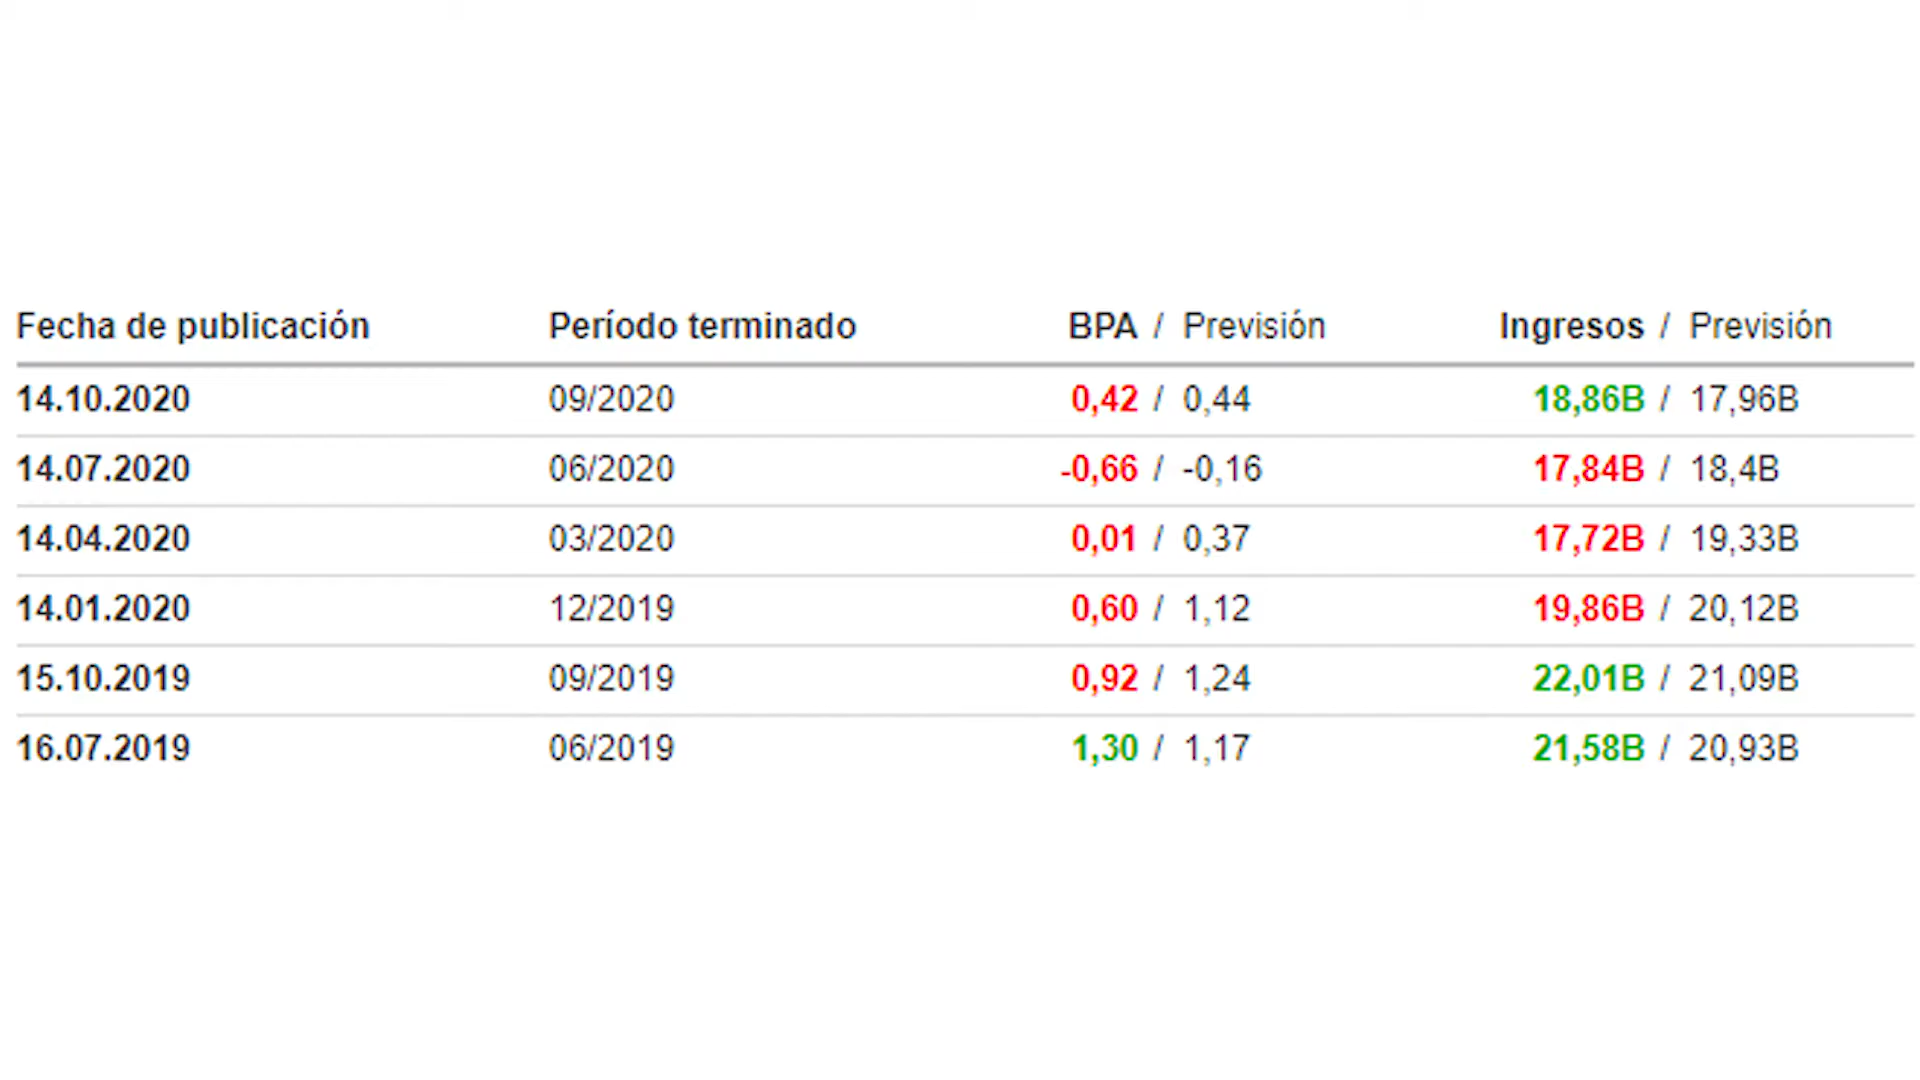 Fecha de publicación Período terminado BPA / Previsión Ingresos / Previsión
14.10.2020 09/2020 0,42 / 0,44 18,86B / 17,96B
14.07.2020 06/2020 -0,66 / -0,16 17,84B / 18,4B
14.04.2020 03/2020 0,01 / 0,37 17,72B / 19,33B
14.01.2020 12/2019 0,60 / 1,12 19,86B / 20,12B
15.10.2019 09/2019 0,92 / 1,24 22,01B / 21,09B
16.07.2019 06/2019 1,30 / 1,17 21,58B / 20,93B